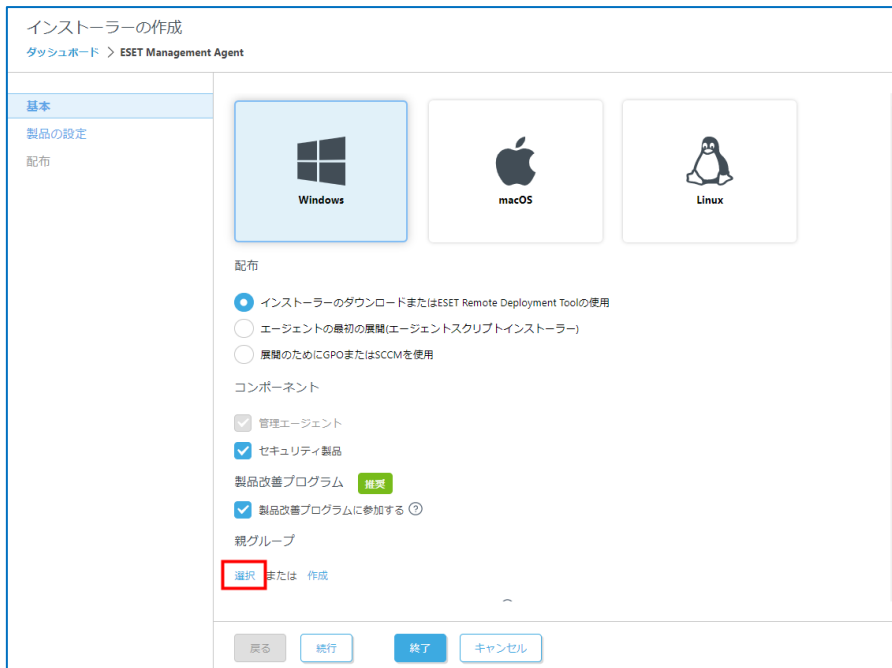 インストーラーの作成
ダッシュボード > ESET Management Agent
基本
製品の設定
配布
Windows
macOS
Linux
配布
インストーラーのダウンロードまたはESET Remote Deployment Toolの使用
エージェントの最初の展開(エージェントスクリプトインストーラー)
展開のためにGPOまたはSCCMを使用
コンポーネント
管理エージェント
セキュリティ製品
製品改善プログラム 推奨
製品改善プログラムに参加する ?
親グループ
選択 または 作成
戻る 続行 終了 キャンセル